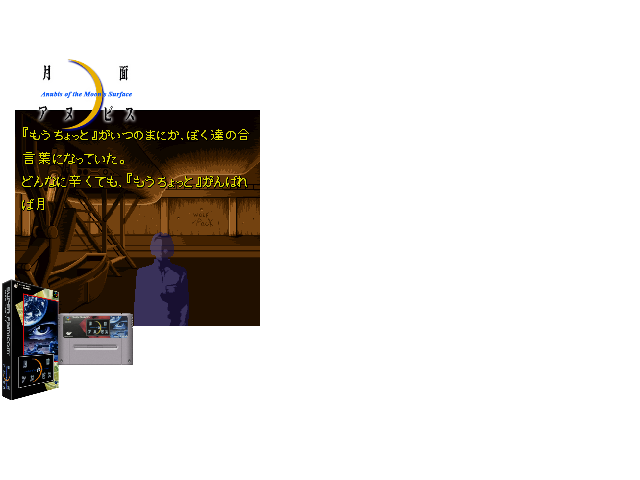 月 面
Anubis of the Moon's Surface
アヌビス
『もうちょっと』がいつのまにか、ぼく達の合
言葉になっていた。
どんなに辛くても、『もうちょっと』がんばれ
ば月
SUPER FAMICOM